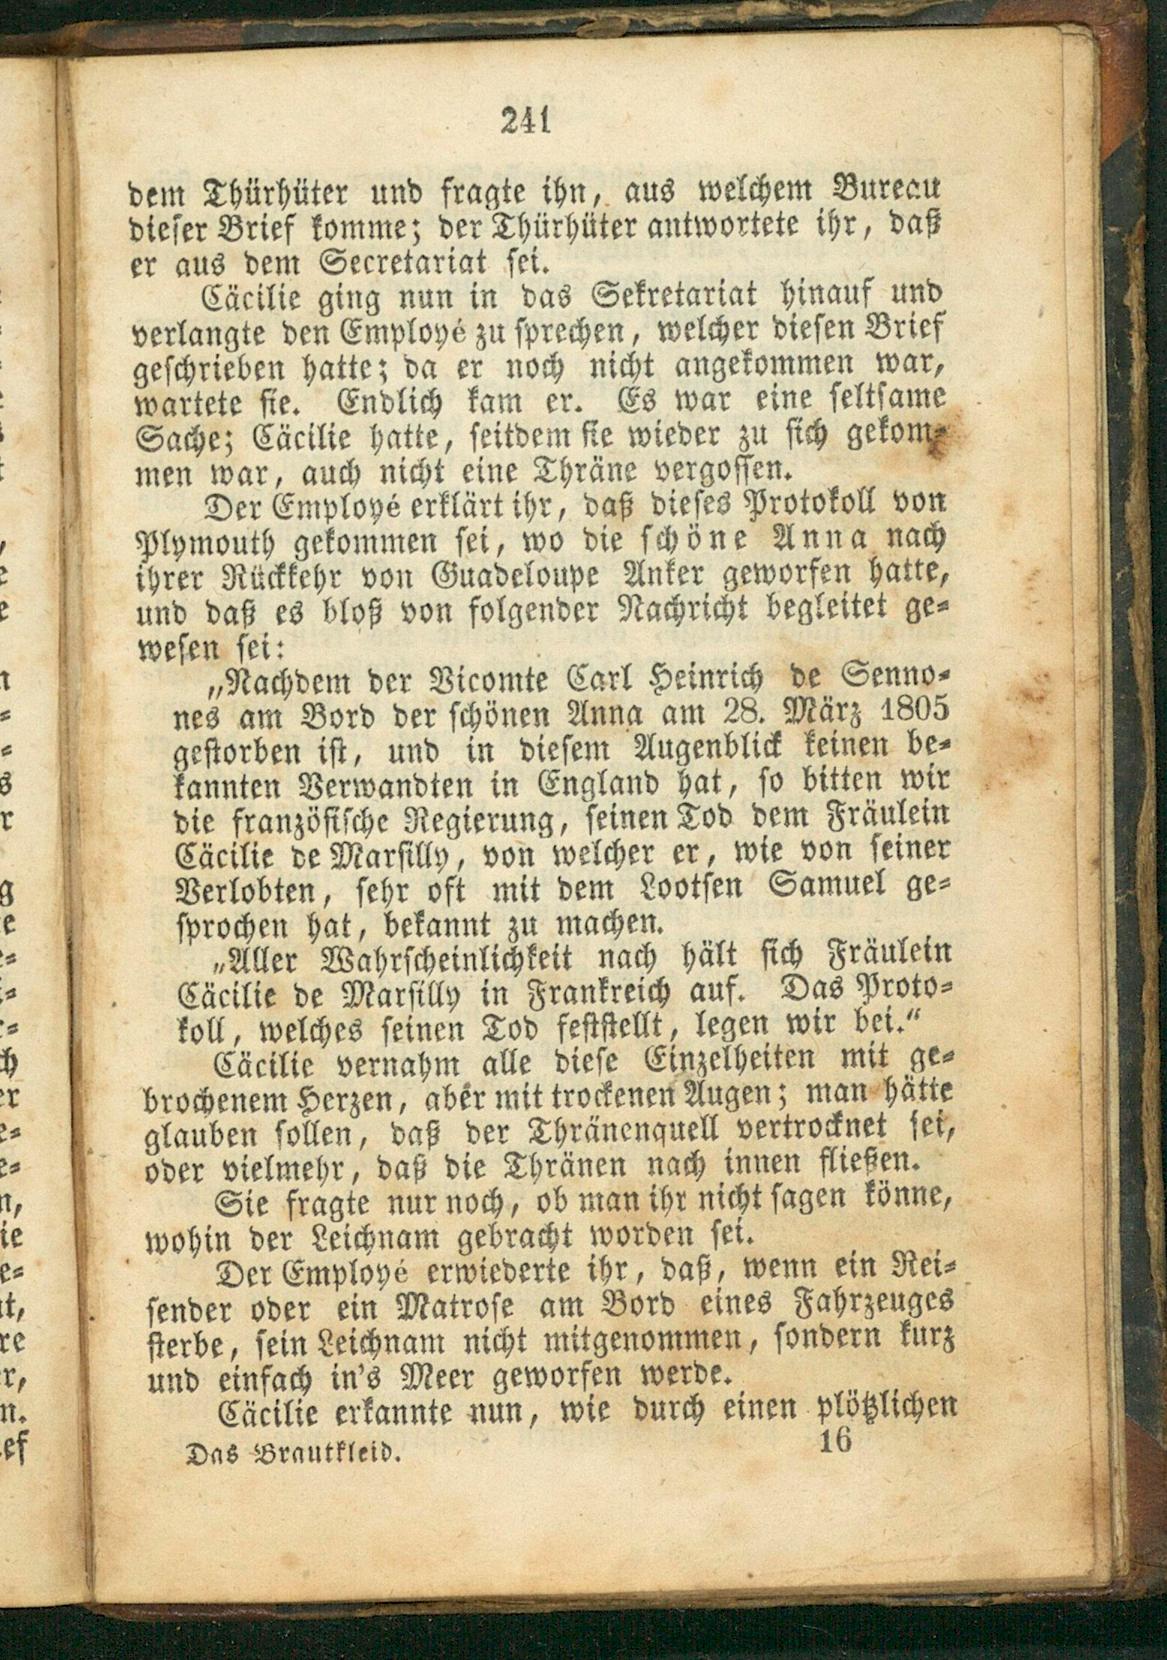 241
dem Thürhüter und fragte ihn, aus welchem Bureau
dieser Brief komme; der Thürhüter antwortete ihr, daß
er aus dem Secretariat sei.
Cäcilie ging nun in das Sekretariat hinauf und
verlangte den Employé zu sprechen, welcher diesen Brief
geschrieben hatte; da er noch nicht angekommen war,
wartete sie. Endlich kam er. Es war eine seltsame
Sache; Cäcilie hatte, seitdem sie wieder zu sich gekom-
men war, auch nicht eine Thräne vergossen.
Der Employé erklärt ihr, daß dieses Protokoll von
Plymouth gekommen sei, wo die schöne Anna nach
ihrer Rückkehr von Guadeloupe Anker geworfen hatte,
und daß es bloß von folgender Nachricht begleitet ge-
wesen sei:
„Nachdem der Vicomte Carl Heinrich de Senno-
nes am Bord der schönen Anna am 28. März 1805
gestorben ist, und in diesem Augenblick keinen be-
kannten Verwandten in England hat, so bitten wir
die französische Regierung, seinen Tod dem Fräulein
Cäcilie de Marsilly, von welcher er, wie von seiner
Verlobten, sehr oft mit dem Lootsen Samuel ge-
sprochen hat, bekannt zu machen.
„Aller Wahrscheinlichkeit nach hält sich Fräulein
Cäcilie de Marsilly in Frankreich auf. Das Proto-
koll, welches seinen Tod feststellt, legen wir bei.“
Cäcilie vernahm alle diese Einzelheiten mit ge-
brochenem Herzen, aber mit trockenen Augen; man hätte
glauben sollen, daß der Thränenquell vertrocknet sei,
oder vielmehr, daß die Thränen nach innen fließen.
Sie fragte nur noch, ob man ihr nicht sagen könne,
wohin der Leichnam gebracht worden sei.
Der Employé erwiederte ihr, daß, wenn ein Rei-
sender oder ein Matrose am Bord eines Fahrzeuges
sterbe, sein Leichnam nicht mitgenommen, sondern kurz
und einfach in's Meer geworfen werde.
Cäcilie erkannte nun, wie durch einen plötzlichen
Das Brautkleid. 16